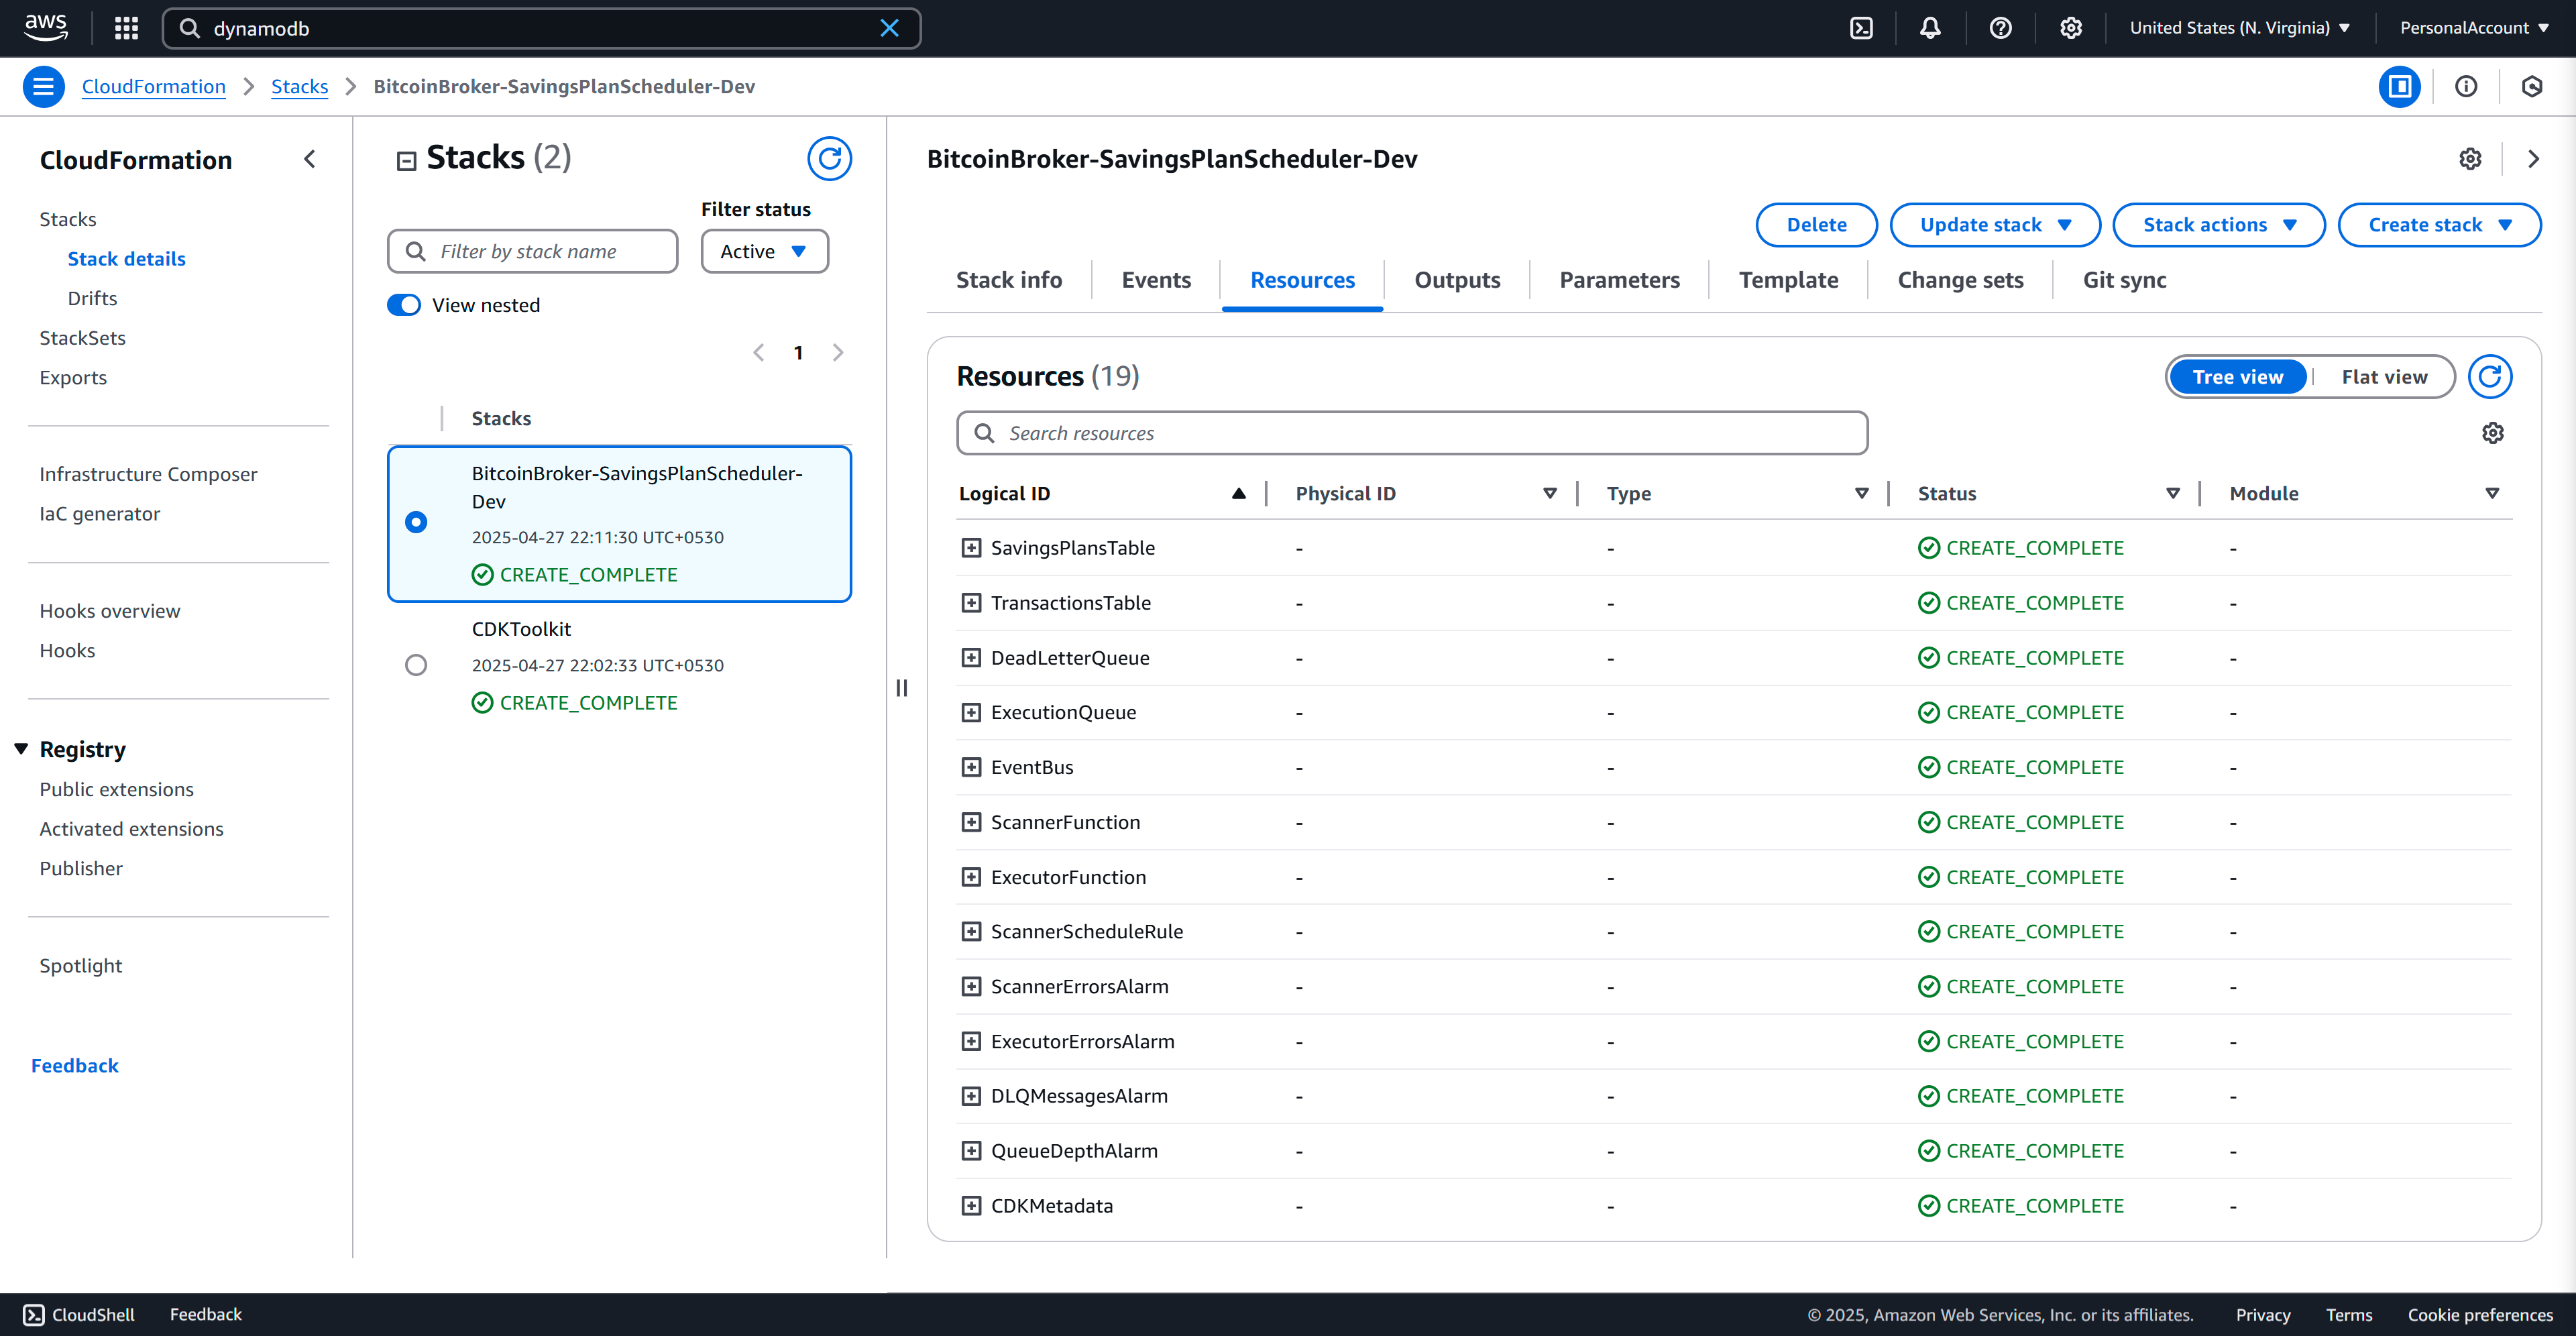 aws
dynamodb
United States (N. Virginia)
PersonalAccount
CloudFormation
Stacks
BitcoinBroker-SavingsPlanScheduler-Dev
CloudFormation
Stacks
Stack details
Drifts
StackSets
Exports
Infrastructure Composer
IaC generator
Hooks overview
Hooks
Registry
Public extensions
Activated extensions
Publisher
Spotlight
Feedback
Stacks (2)
Filter by stack name
Filter status
Active
View nested
1
Stacks
BitcoinBroker-SavingsPlanScheduler-
Dev
2025-04-27 22:11:30 UTC+0530
CREATE_COMPLETE
CDKToolkit
2025-04-27 22:02:33 UTC+0530
CREATE_COMPLETE
BitcoinBroker-SavingsPlanScheduler-Dev
Delete Update stack Stack actions Create stack
Stack info Events Resources Outputs Parameters Template Change sets Git sync
Resources (19)
Tree view Flat view
Search resources
Logical ID Physical ID Type Status Module
SavingsPlansTable - - CREATE_COMPLETE -
TransactionsTable - - CREATE_COMPLETE -
DeadLetterQueue - - CREATE_COMPLETE -
ExecutionQueue - - CREATE_COMPLETE -
EventBus - - CREATE_COMPLETE -
ScannerFunction - - CREATE_COMPLETE -
ExecutorFunction - - CREATE_COMPLETE -
ScannerScheduleRule - - CREATE_COMPLETE -
ScannerErrorsAlarm - - CREATE_COMPLETE -
ExecutorErrorsAlarm - - CREATE_COMPLETE -
DLQMessagesAlarm - - CREATE_COMPLETE -
QueueDepthAlarm - - CREATE_COMPLETE -
CDKMetadata - - CREATE_COMPLETE -
CloudShell Feedback © 2025, Amazon Web Services, Inc. or its affiliates. Privacy Terms Cookie preferences